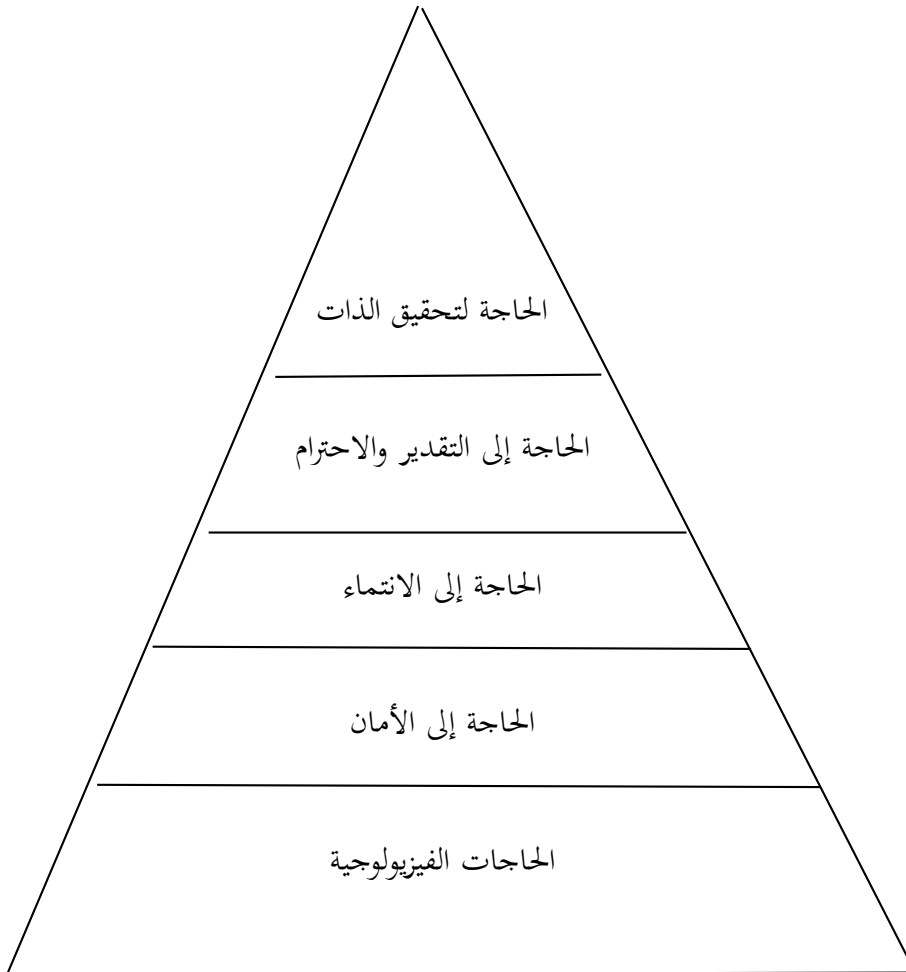 الحاجة لتحقيق الذات
الحاجة إلى التقدير والاحترام
الحاجة إلى الانتماء
الحاجة إلى الأمان
الحاجات الفيزيولوجية